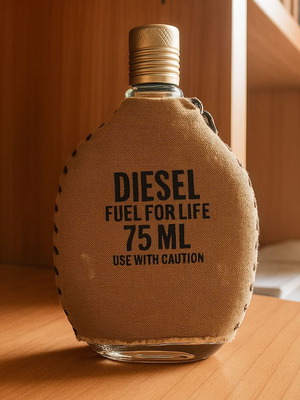 DIESEL
FUEL FOR LIFE
75 ML
USE WITH CAUTION